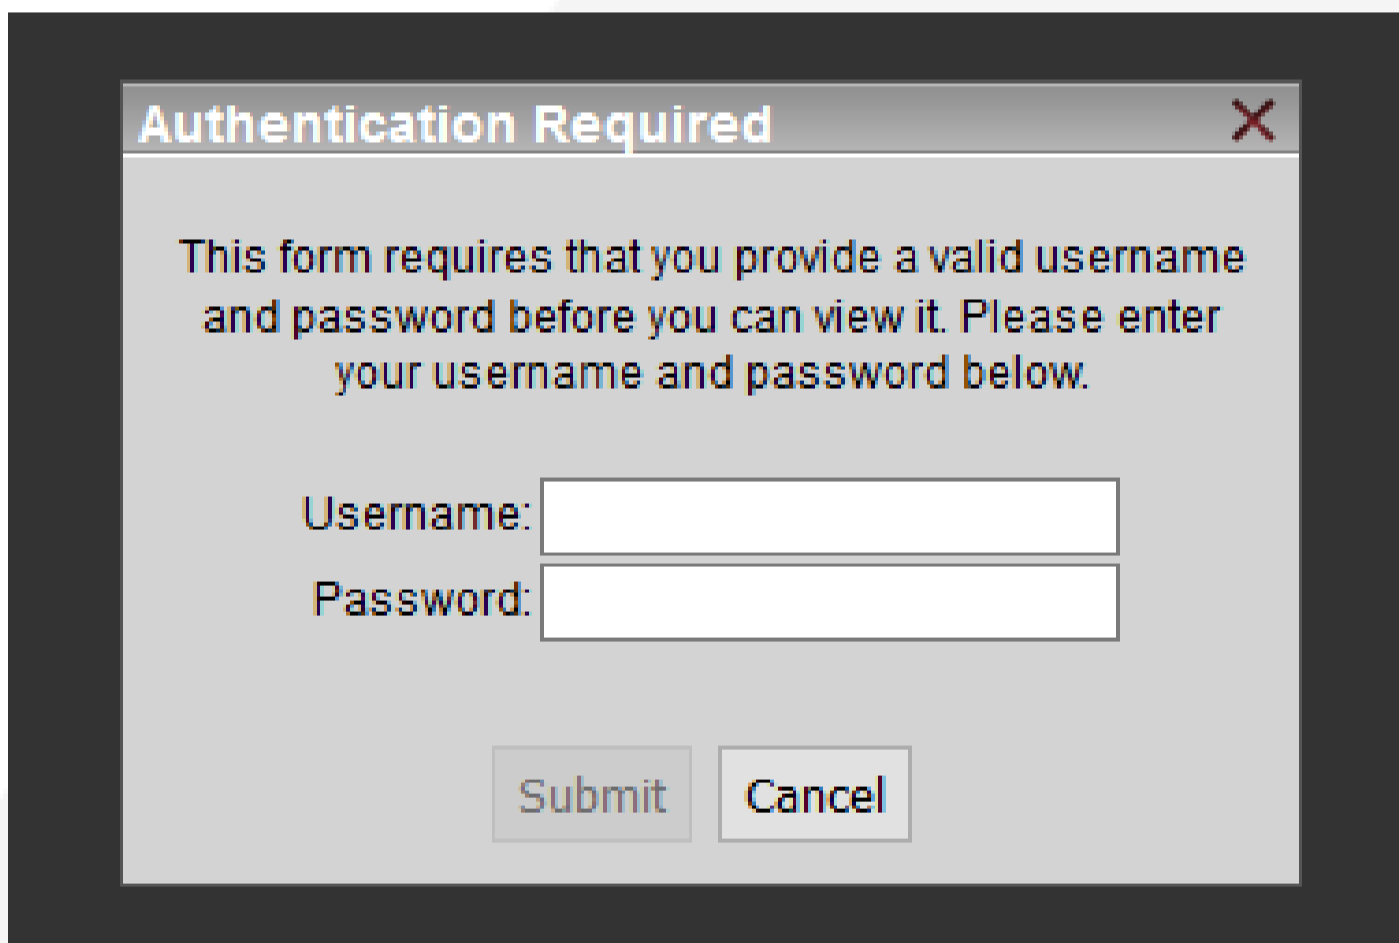 Authentication Required
This form requires that you provide a valid username
and password before you can view it. Please enter
your username and password below.
Username:
Password:
Submit Cancel